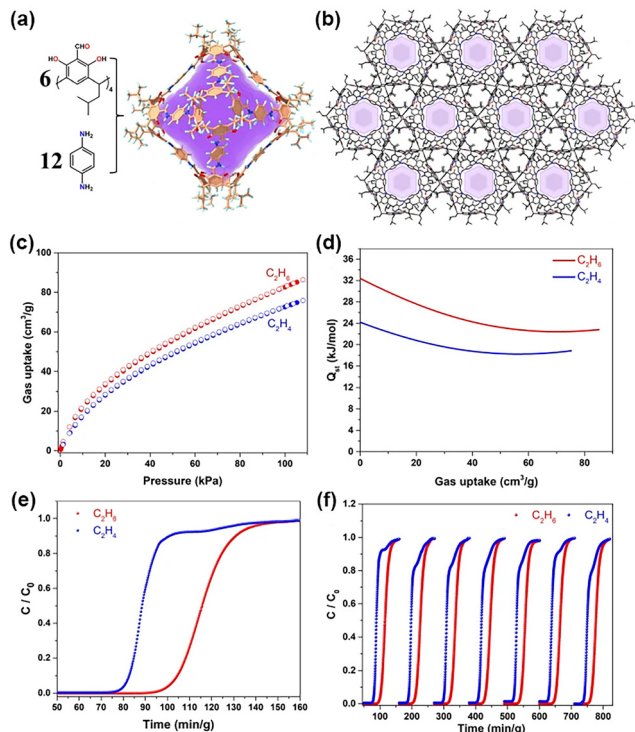 (a)
CHO
HO OH
6
4
12
NH₂
NH₂
(b)
(c)
100
80
60
40
20
0
Gas uptake (cm³/g)
C₂H₆
C₂H₄
0 20 40 60 80 100
Pressure (kPa)
(d)
36
32
28
24
20
16
12
8
4
0
Qst (kJ/mol)
C₂H₆
C₂H₄
0 20 40 60 80
Gas uptake (cm³/g)
(e)
C₂H₆
C₂H₄
1.0
0.8
0.6
0.4
0.2
0.0
C / C₀
50 60 70 80 90 100 110 120 130 140 150 160
Time (min/g)
(f)
C₂H₆ C₂H₄
1.2
1.0
0.8
0.6
0.4
0.2
0.0
C / C₀
100 200 300 400 500 600 700 800
Time (min/g)